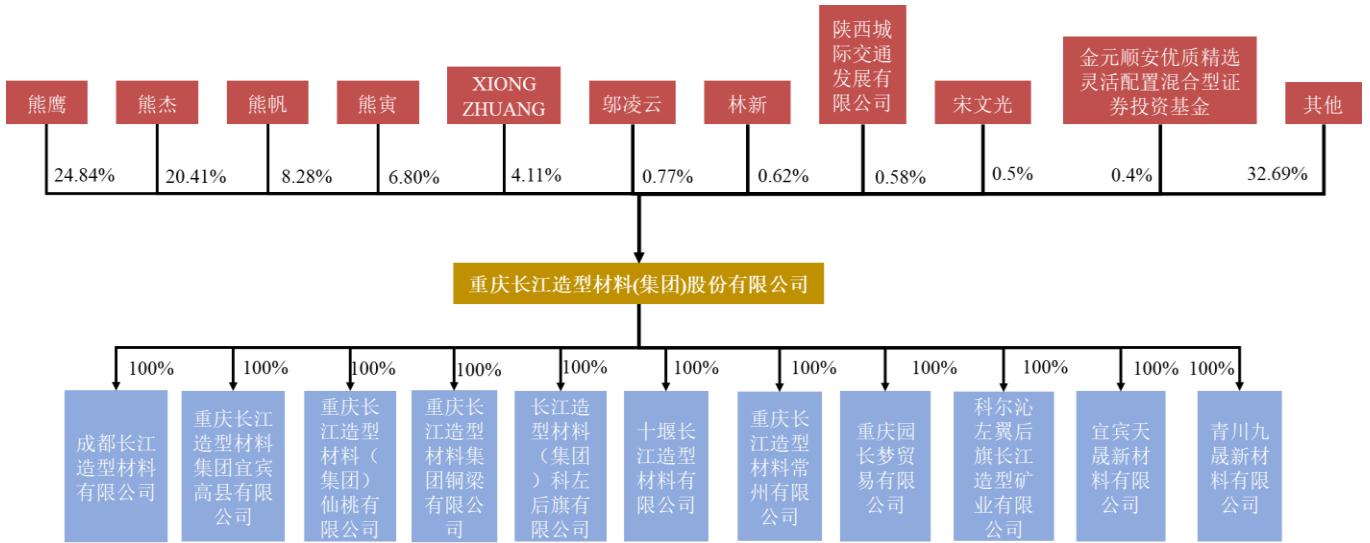 熊鹰
熊杰
熊帆
熊寅
XIONG
ZHUANG
邬凌云
林新
陕西城
际交通
发展有
限公司
宋文光
金元顺安优质精选
灵活配置混合型证
券投资基金
其他
24.84%
20.41%
8.28%
6.80%
4.11%
0.77%
0.62%
0.58%
0.5%
0.4%
32.69%
重庆长江造型材料(集团)股份有限公司
100%
100%
100%
100%
100%
100%
100%
100%
100%
100%
100%
成都长江
造型材料
有限公司
重庆长江
造型材料
集团宜宾
高县有限
公司
重庆长
江造型
材料（
集团）
仙桃有
限公司
重庆长
江造型
材料集
团铜梁
有限公
司
长江造
型材料
（集团
）科左
后旗有
限公司
十堰长
江造型
材料有
限公司
重庆长
江造型
材料常
州有限
公司
重庆园
长梦贸
易有限
公司
科尔沁
左翼后
旗长江
造型矿
业有限
公司
宜宾天
晟新材
料有限
公司
青川九
晟新材
料有限
公司